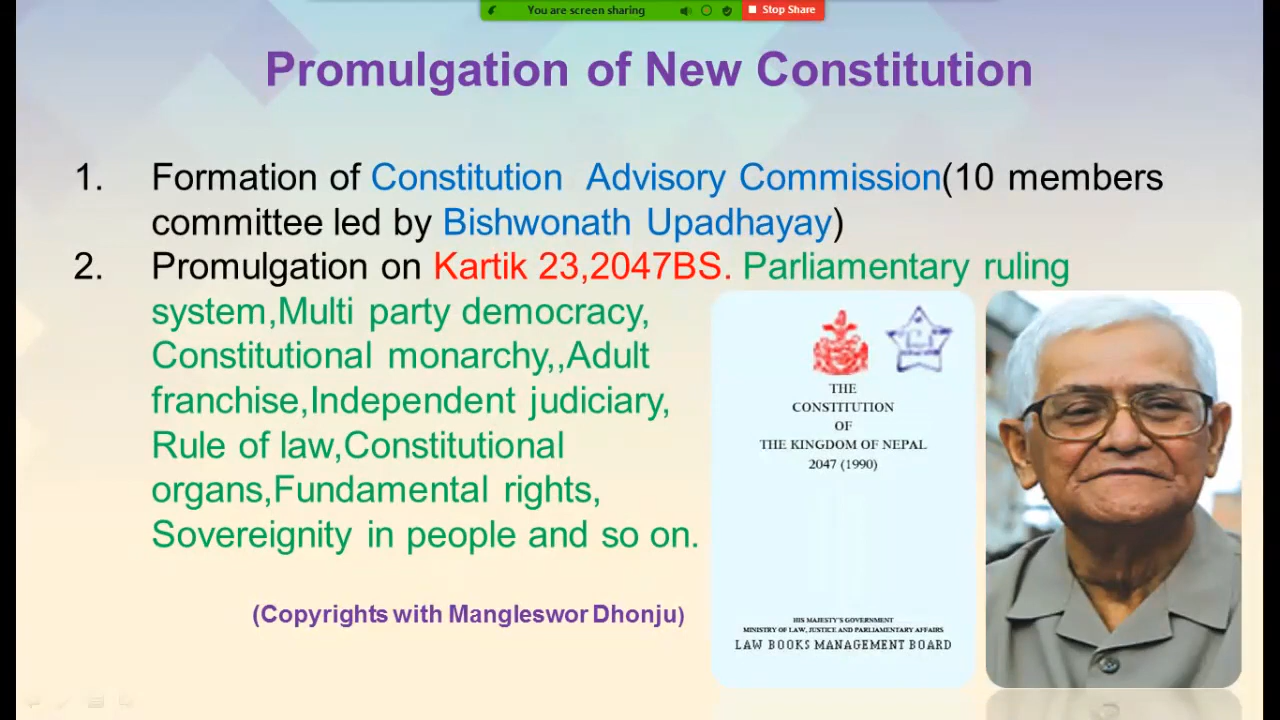 You are screen sharing
Stop Share
Promulgation of New Constitution
1. Formation of Constitution Advisory Commission(10 members
committee led by Bishwonath Upadhayay)
2. Promulgation on Kartik 23,2047BS. Parliamentary ruling
system,Multi party democracy,
Constitutional monarchy,,Adult
franchise,Independent judiciary,
Rule of law,Constitutional
organs,Fundamental rights,
Sovereignity in people and so on.
(Copyrights with Mangleswor Dhonju)
THE
CONSTITUTION
OF
THE KINGDOM OF NEPAL
2047 (1990)
HIS MAJESTY'S GOVERNMENT
MINISTRY OF LAW, JUSTICE AND PARLIAMENTARY AFFAIRS.
LAW BOOKS MANAGEMENT BOARD